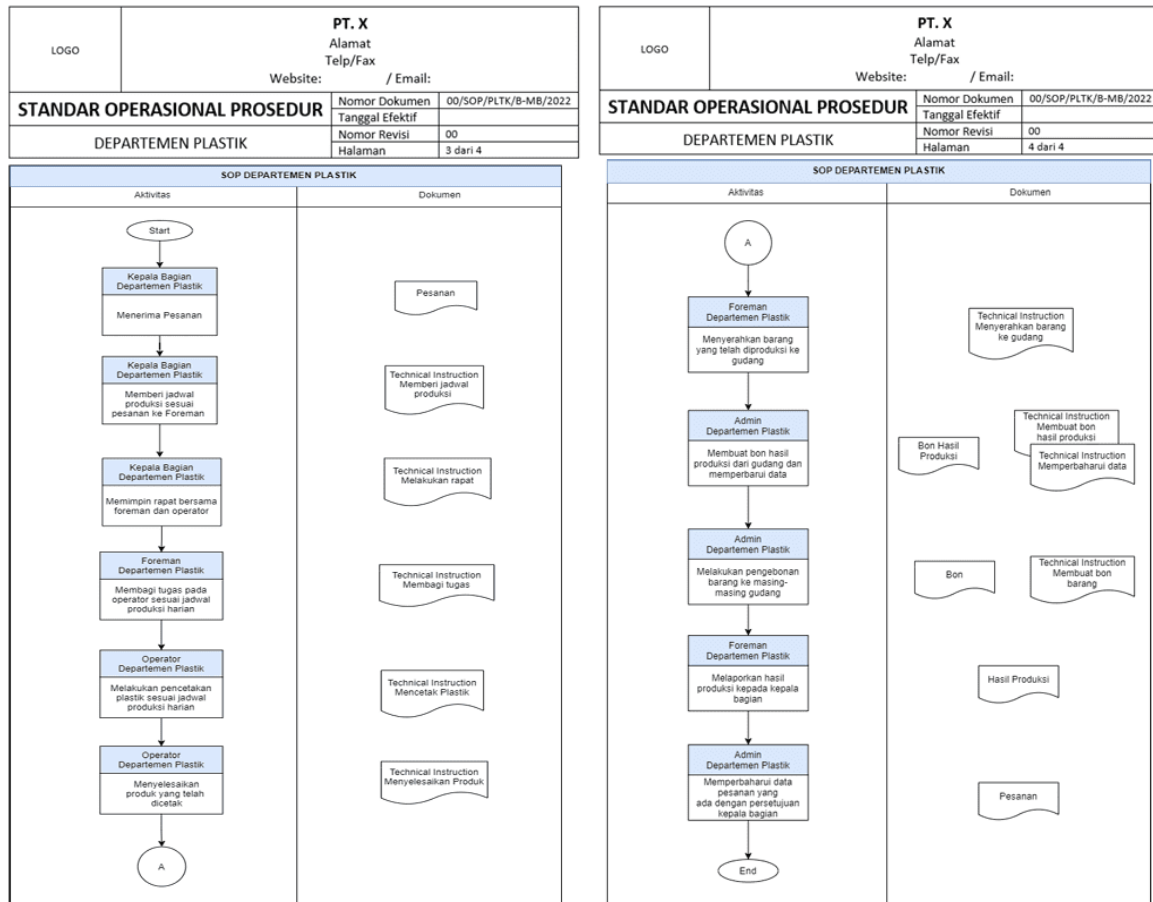 LOGO
PT. X
Alamat
Telp/Fax
Website: / Email:
STANDAR OPERASIONAL PROSEDUR
DEPARTEMEN PLASTIK
Nomor Dokumen 00/SOP/PLTK/B-MB/2022
Tanggal Efektif
Nomor Revisi 00
Halaman 3 dari 4
SOP DEPARTEMEN PLASTIK
Aktivitas Dokumen
Start
Kepala Bagian
Departemen Plastik
Menerima Pesanan
Pesanan
Kepala Bagian
Departemen Plastik
Memberi jadwal
produksi sesuai
pesanan ke Foreman
Technical Instruction
Memberi jadwal
produksi
Kepala Bagian
Departemen Plastik
Memimpin rapat bersama
foreman dan operator
Technical Instruction
Melakukan rapat
Foreman
Departemen Plastik
Membagi tugas pada
operator sesuai jadwal
produksi harian
Technical Instruction
Membagi tugas
Operator
Departemen Plastik
Melakukan pencetakan
plastik sesuai jadwal
produksi harian
Technical Instruction
Mencetak Plastik
Operator
Departemen Plastik
Menyelesaikan
produk yang telah
dicetak
Technical Instruction
Menyelesaikan Produk
A
LOGO
PT. X
Alamat
Telp/Fax
Website: / Email:
STANDAR OPERASIONAL PROSEDUR
DEPARTEMEN PLASTIK
Nomor Dokumen 00/SOP/PLTK/B-MB/2022
Tanggal Efektif
Nomor Revisi 00
Halaman 4 dari 4
SOP DEPARTEMEN PLASTIK
Aktivitas Dokumen
A
Foreman
Departemen Plastik
Menyerahkan barang
yang telah diproduksi ke
gudang
Technical Instruction
Menyerahkan barang
ke gudang
Admin
Departemen Plastik
Membuat bon hasil
produksi dari gudang dan
memperbarui data
Bon Hasil
Produksi
Technical Instruction
Membuat bon
hasil produksi
Technical Instruction
Memperbaharui data
Admin
Departemen Plastik
Melakukan pengebonan
barang ke masing-
masing gudang
Bon
Technical Instruction
Membuat bon
barang
Foreman
Departemen Plastik
Melaporkan hasil
produksi kepada kepala
bagian
Hasil Produksi
Admin
Departemen Plastik
Memperbaharui data
pesanan yang
ada dengan persetujuan
kepala bagian
Pesanan
End